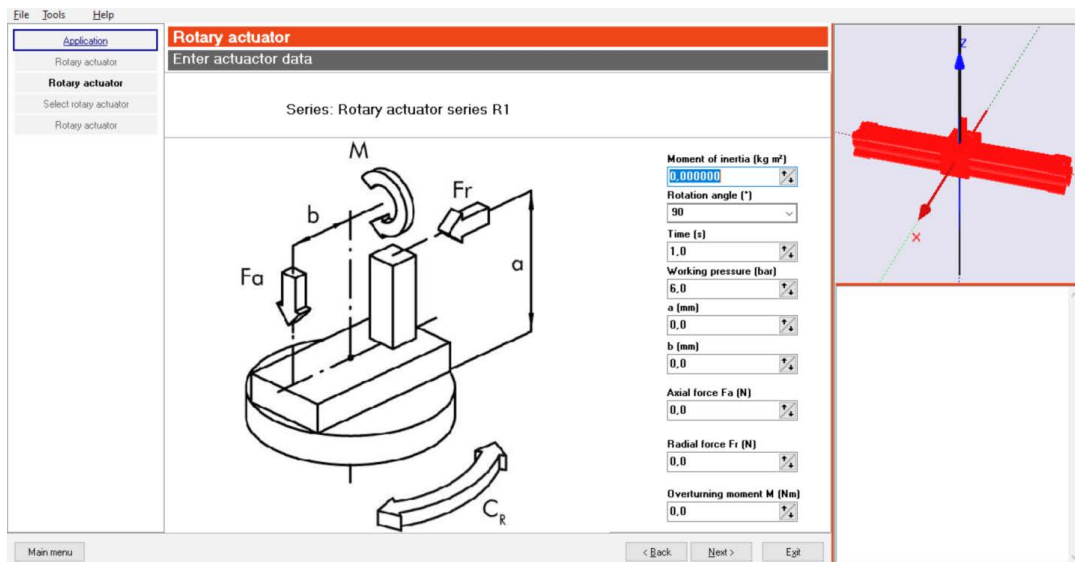 File Tools Help
Application
Rotary actuator
Rotary actuator
Select rotary actuator
Rotary actuator
Rotary actuator
Enter actuactor data
Series: Rotary actuator series R1
M
Fr
b
Fa
a
C_R
Moment of inertia (kg m²)
0,000000
Rotation angle (°)
90
Time (s)
1,0
Working pressure (bar)
6,0
a (mm)
0,0
b (mm)
0,0
Axial force Fa (N)
0,0
Radial force Fr (N)
0,0
Overturning moment M (Nm)
0,0
Z
X
Main menu
< Back
Next >
Exit